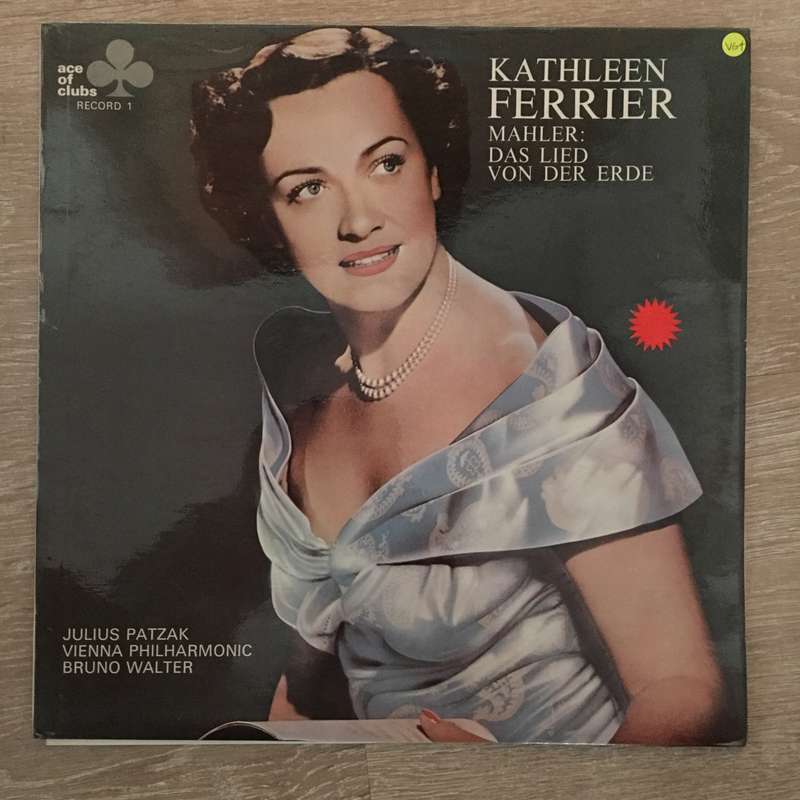 ace
of
clubs
RECORD 1
KATHLEEN
FERRIER
MAHLER:
DAS LIED
VON DER ERDE
VG+
JULIUS PATZAK
VIENNA PHILHARMONIC
BRUNO WALTER